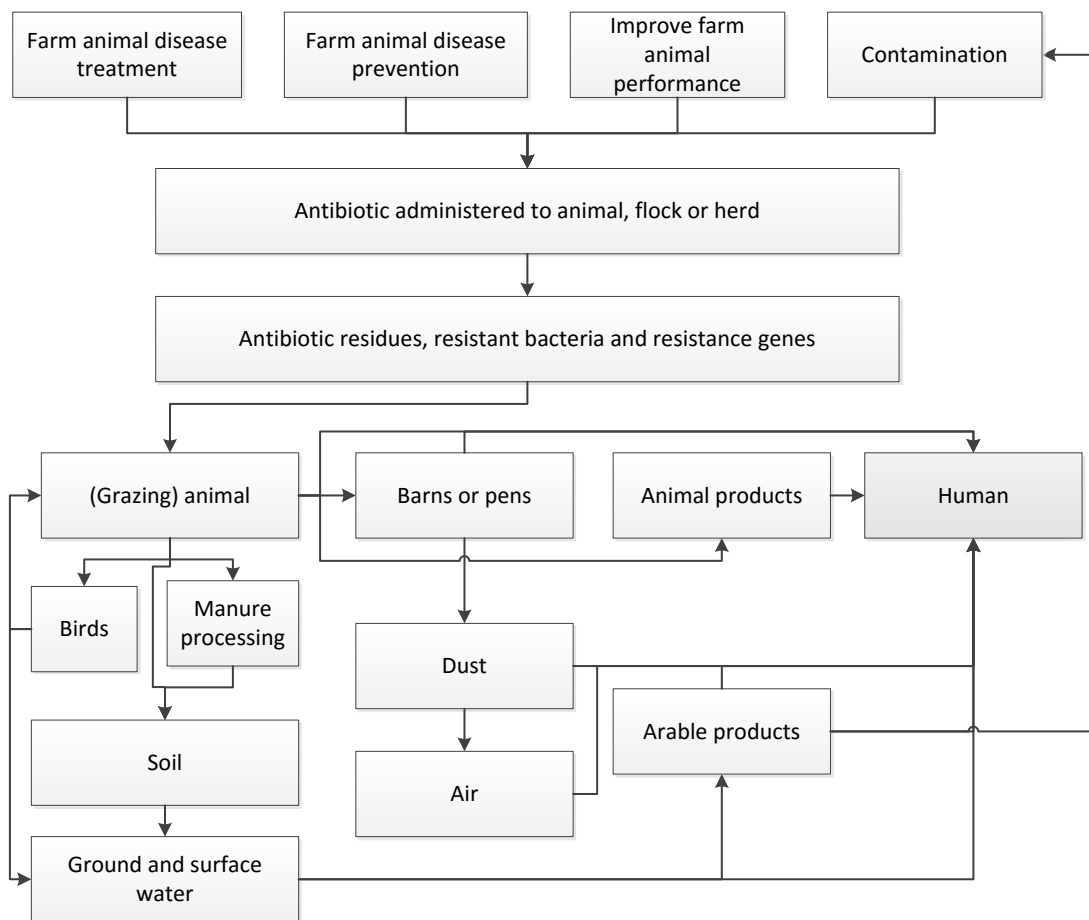 Farm animal disease
treatment
Farm animal disease
prevention
Improve farm
animal
performance
Contamination
Antibiotic administered to animal, flock or herd
Antibiotic residues, resistant bacteria and resistance genes
(Grazing) animal
Barns or pens
Animal products
Human
Birds
Manure
processing
Dust
Arable products
Soil
Air
Ground and surface
water